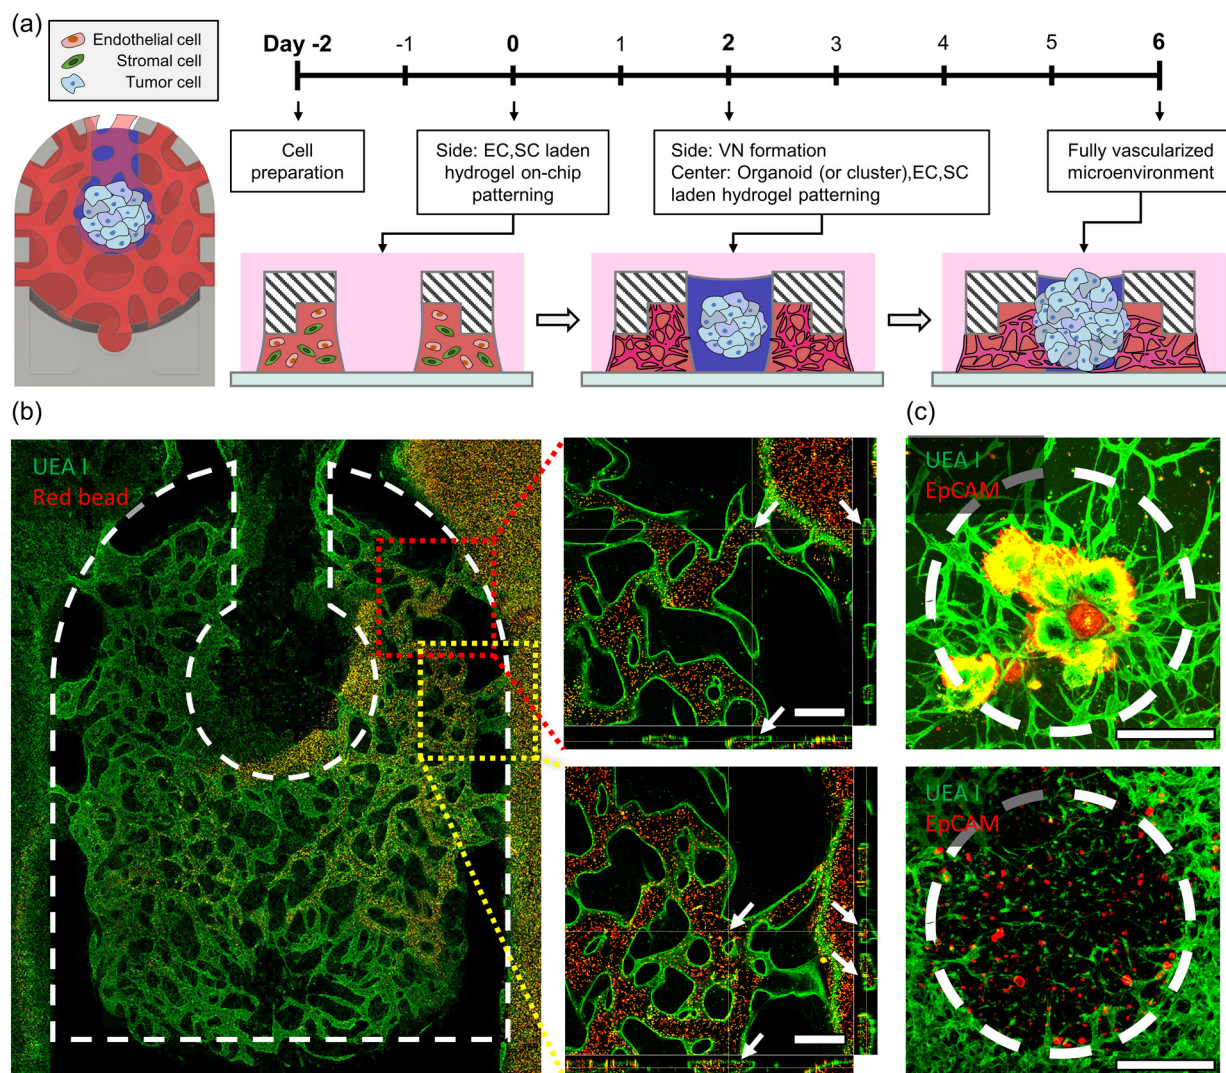 (a)
Endothelial cell
Stromal cell
Tumor cell
Day -2
-1
0
1
2
3
4
5
6
Cell
preparation
Side: EC,SC laden
hydrogel on-chip
patterning
Side: VN formation
Center: Organoid (or cluster),EC,SC
laden hydrogel patterning
Fully vascularized
microenvironment
(b)
UEA I
Red bead
(c)
UEA I
EpCAM
UEA I
EpCAM